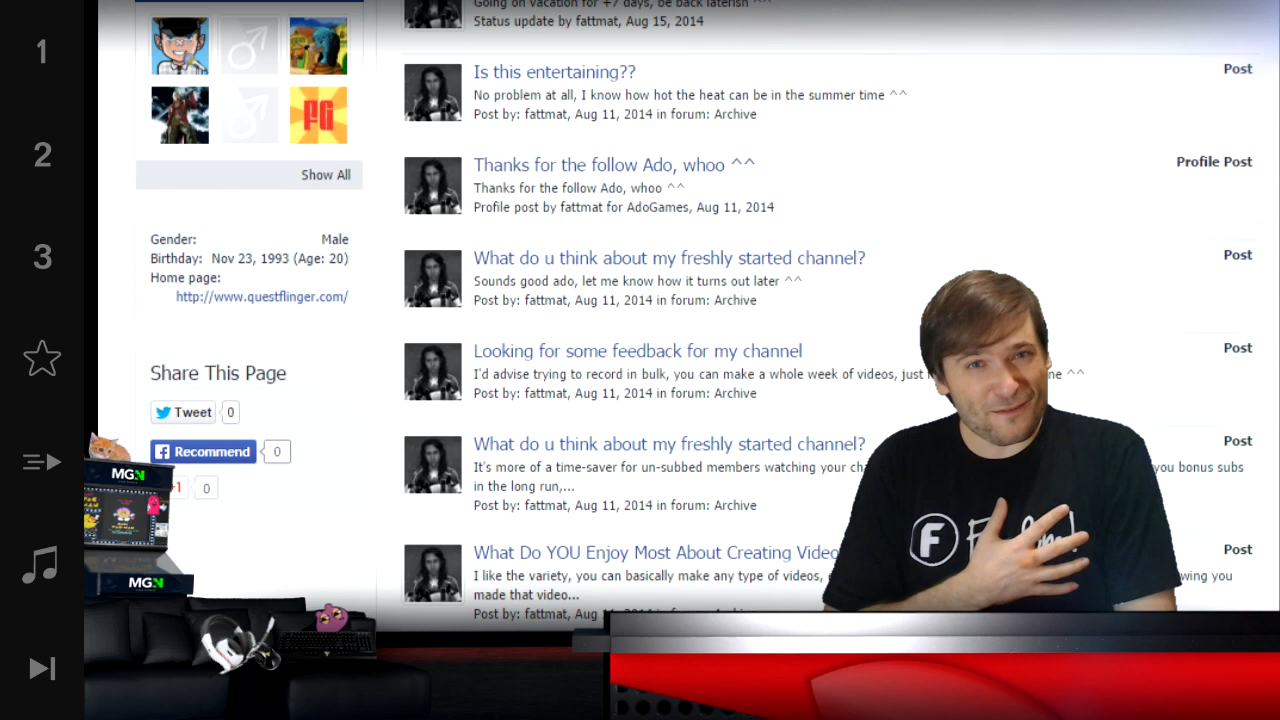 1
2
3
Show All
Gender: Male
Birthday: Nov 23, 1993 (Age: 20)
Home page:
http://www.questflinger.com/
Share This Page
Tweet 0
Recommend 0
+1 0
MGN
MGN
FG
Going on vacation for +7 days, be back laterish ^^
Status update by fattmat, Aug 15, 2014
Is this entertaining?? Post
No problem at all, I know how hot the heat can be in the summer time ^^
Post by: fattmat, Aug 11, 2014 in forum: Archive
Thanks for the follow Ado, whoo ^^ Profile Post
Thanks for the follow Ado, whoo ^^
Profile post by fattmat for AdoGames, Aug 11, 2014
What do u think about my freshly started channel? Post
Sounds good ado, let me know how it turns out later ^^
Post by: fattmat, Aug 11, 2014 in forum: Archive
Looking for some feedback for my channel Post
I'd advise trying to record in bulk, you can make a whole week of videos, just ^^
Post by: fattmat, Aug 11, 2014 in forum: Archive
What do u think about my freshly started channel? Post
It's more of a time-saver for un-subbed members watching your you bonus subs
in the long run,...
Post by: fattmat, Aug 11, 2014 in forum: Archive
What Do YOU Enjoy Most About Creating Video Post
I like the variety, you can basically make any type of videos, you
made that video...
Post by: fattmat, Aug
F